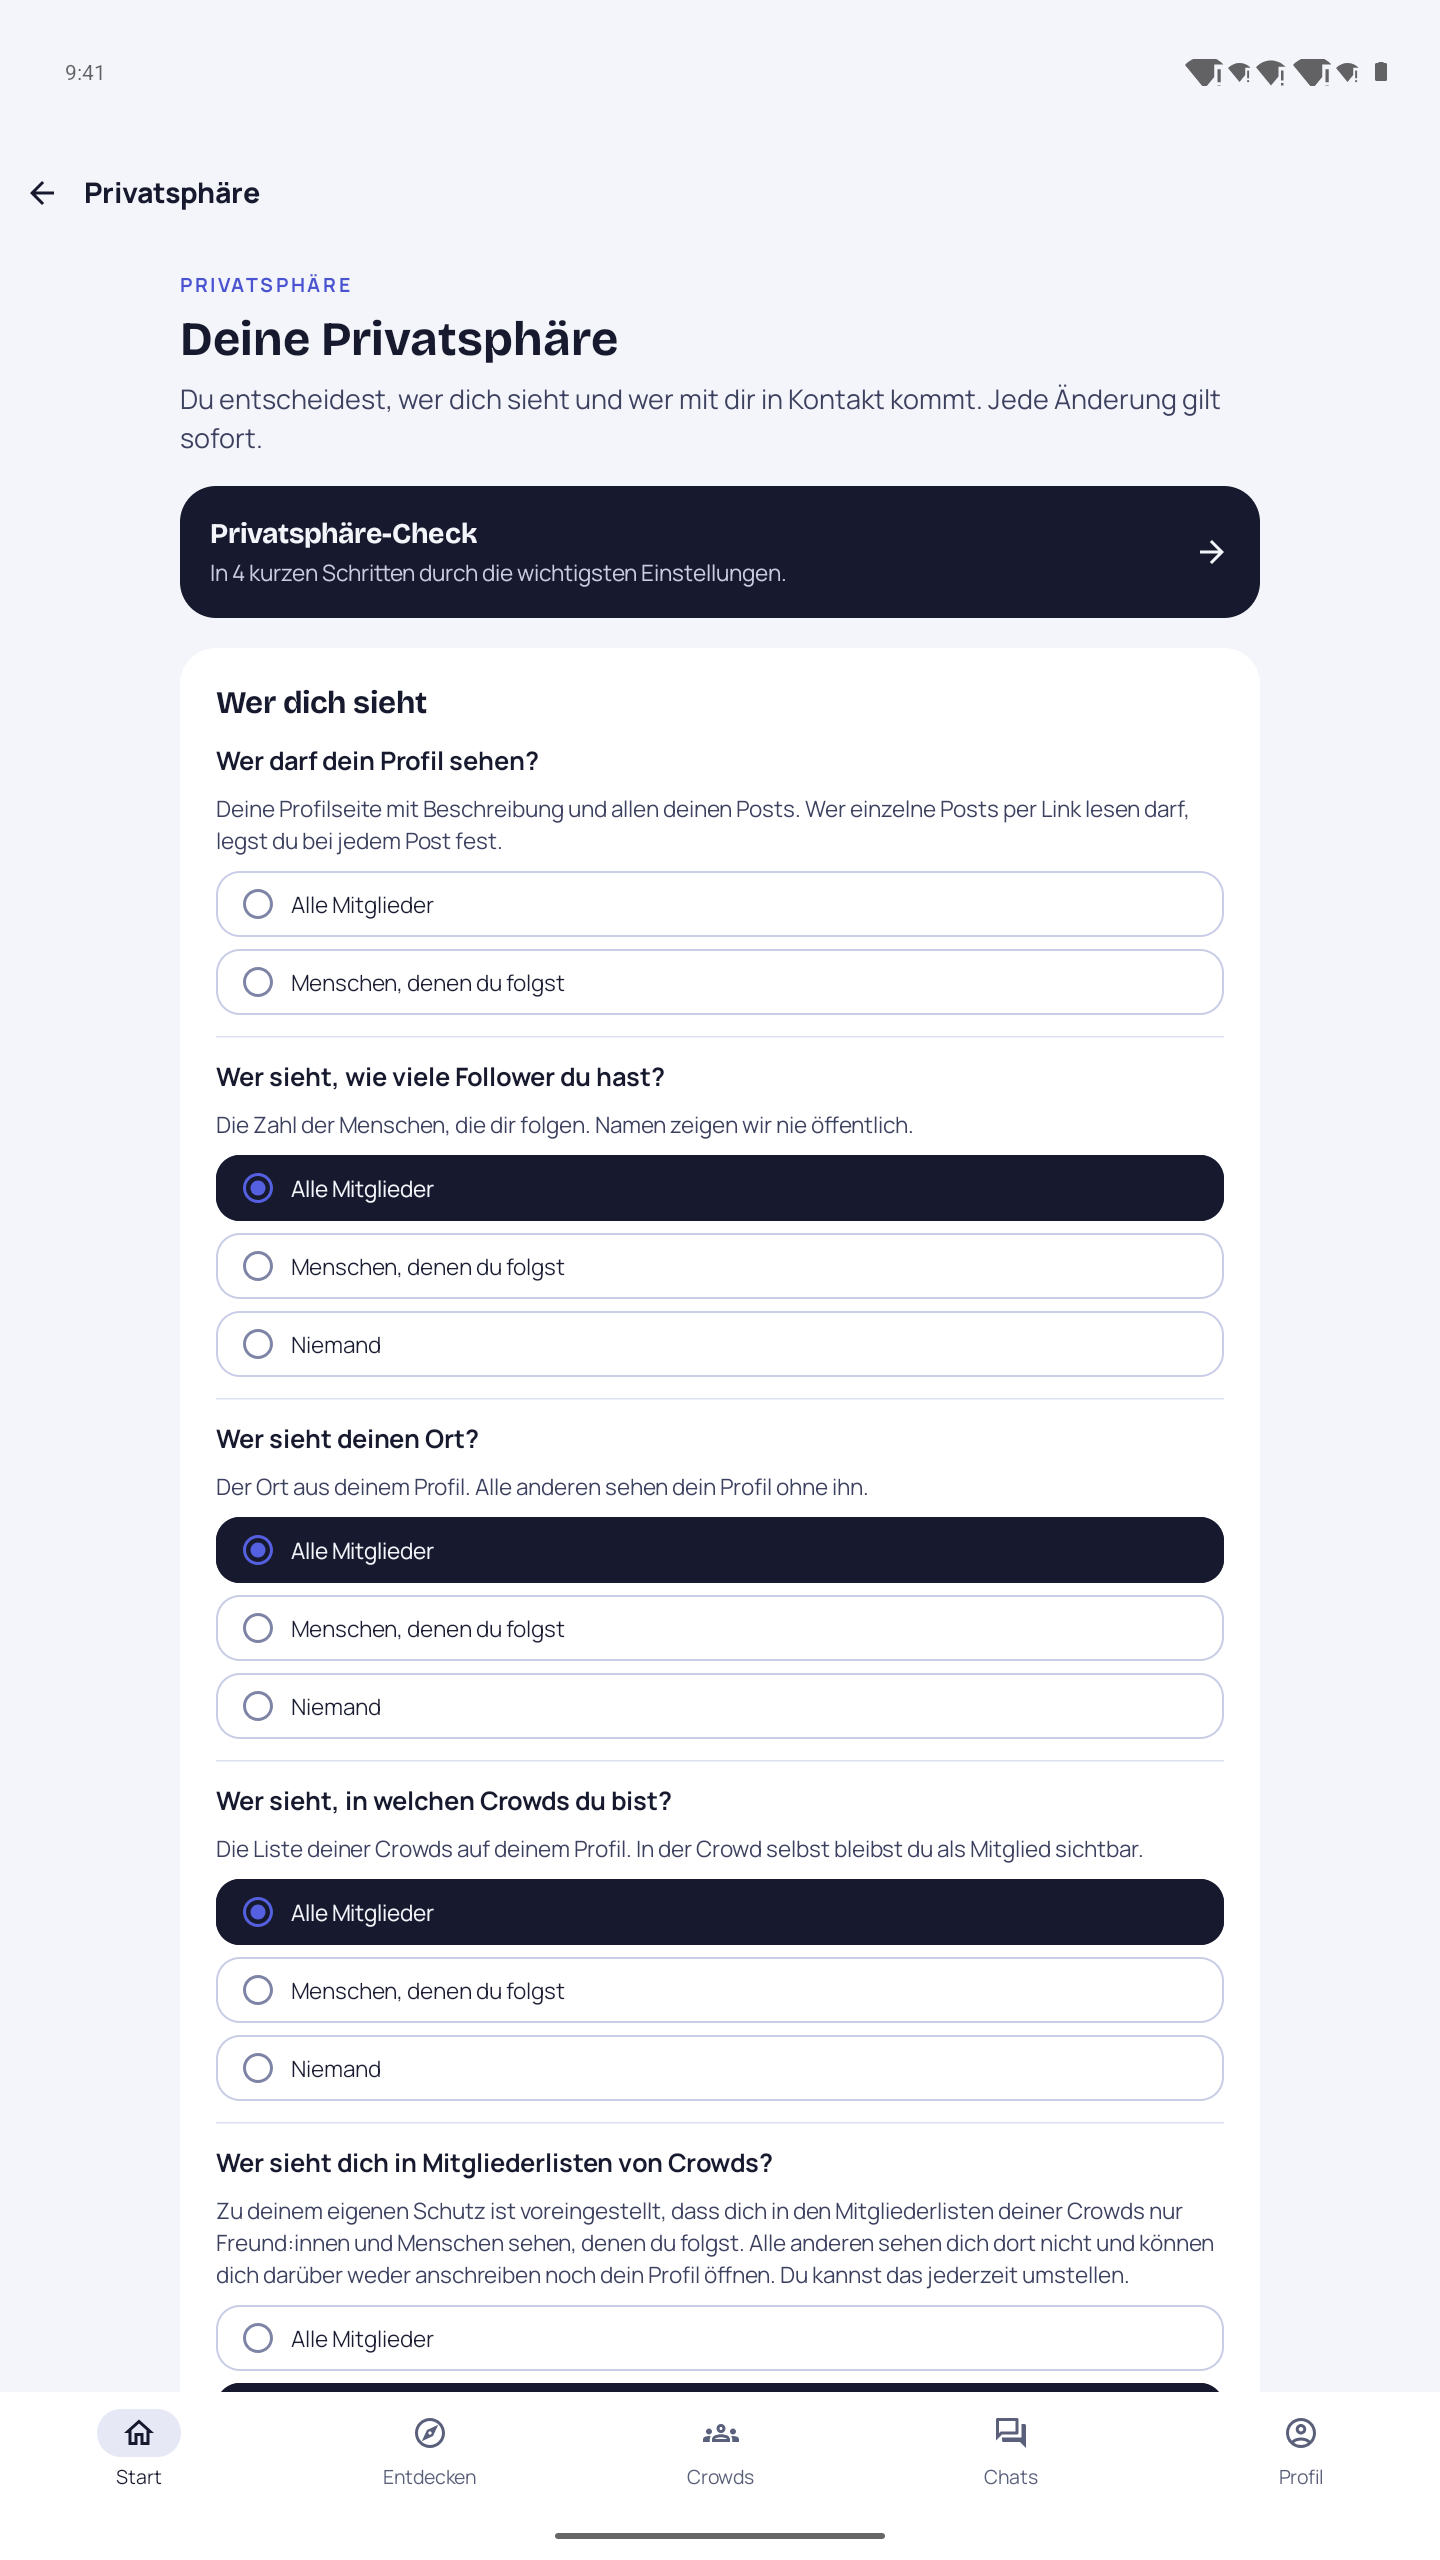 9:41
Privatsphäre
PRIVATSPHÄRE
Deine Privatsphäre
Du entscheidest, wer dich sieht und wer mit dir in Kontakt kommt. Jede Änderung gilt
sofort.
Privatsphäre-Check
In 4 kurzen Schritten durch die wichtigsten Einstellungen.
Wer dich sieht
Wer darf dein Profil sehen?
Deine Profilseite mit Beschreibung und allen deinen Posts. Wer einzelne Posts per Link lesen darf,
legst du bei jedem Post fest.
Alle Mitglieder
Menschen, denen du folgst
Wer sieht, wie viele Follower du hast?
Die Zahl der Menschen, die dir folgen. Namen zeigen wir nie öffentlich.
Alle Mitglieder
Menschen, denen du folgst
Niemand
Wer sieht deinen Ort?
Der Ort aus deinem Profil. Alle anderen sehen dein Profil ohne ihn.
Alle Mitglieder
Menschen, denen du folgst
Niemand
Wer sieht, in welchen Crowds du bist?
Die Liste deiner Crowds auf deinem Profil. In der Crowd selbst bleibst du als Mitglied sichtbar.
Alle Mitglieder
Menschen, denen du folgst
Niemand
Wer sieht dich in Mitgliederlisten von Crowds?
Zu deinem eigenen Schutz ist voreingestellt, dass dich in den Mitgliederlisten deiner Crowds nur
Freund:innen und Menschen sehen, denen du folgst. Alle anderen sehen dich dort nicht und können
dich darüber weder anschreiben noch dein Profil öffnen. Du kannst das jederzeit umstellen.
Alle Mitglieder
Start
Entdecken
Crowds
Chats
Profil